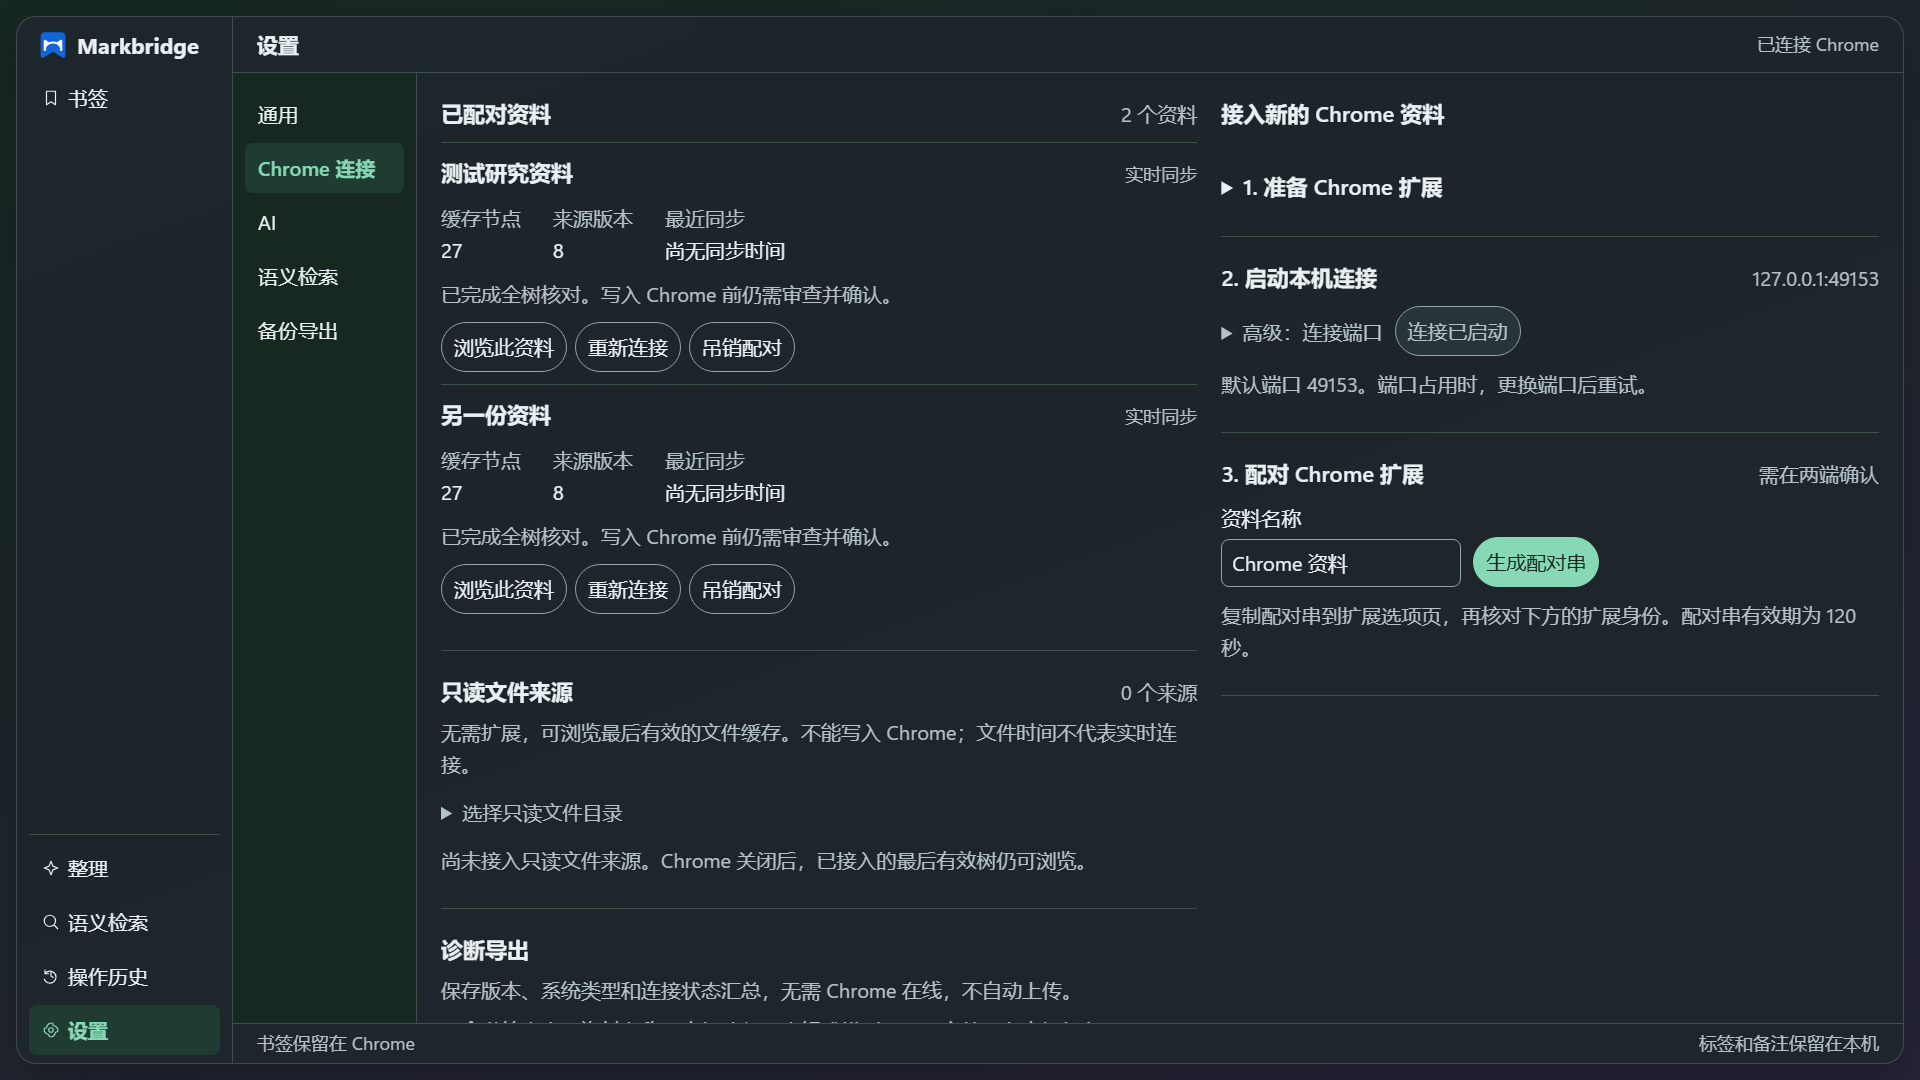 Markbridge
书签
整理
语义检索
操作历史
设置
设置
已连接 Chrome
通用
Chrome 连接
AI
语义检索
备份导出
已配对资料
2 个资料
测试研究资料
实时同步
缓存节点 来源版本 最近同步
27 8 尚无同步时间
已完成全树核对。写入 Chrome 前仍需审查并确认。
浏览此资料 重新连接 吊销配对
另一份资料
实时同步
缓存节点 来源版本 最近同步
27 8 尚无同步时间
已完成全树核对。写入 Chrome 前仍需审查并确认。
浏览此资料 重新连接 吊销配对
只读文件来源
0 个来源
无需扩展，可浏览最后有效的文件缓存。不能写入 Chrome；文件时间不代表实时连
接。
选择只读文件目录
尚未接入只读文件来源。Chrome 关闭后，已接入的最后有效树仍可浏览。
诊断导出
保存版本、系统类型和连接状态汇总，无需 Chrome 在线，不自动上传。
接入新的 Chrome 资料
1. 准备 Chrome 扩展
2. 启动本机连接
127.0.0.1:49153
高级：连接端口
连接已启动
默认端口 49153。端口占用时，更换端口后重试。
3. 配对 Chrome 扩展
需在两端确认
资料名称
Chrome 资料
生成配对串
复制配对串到扩展选项页，再核对下方的扩展身份。配对串有效期为 120
秒。
书签保留在 Chrome
标签和备注保留在本机